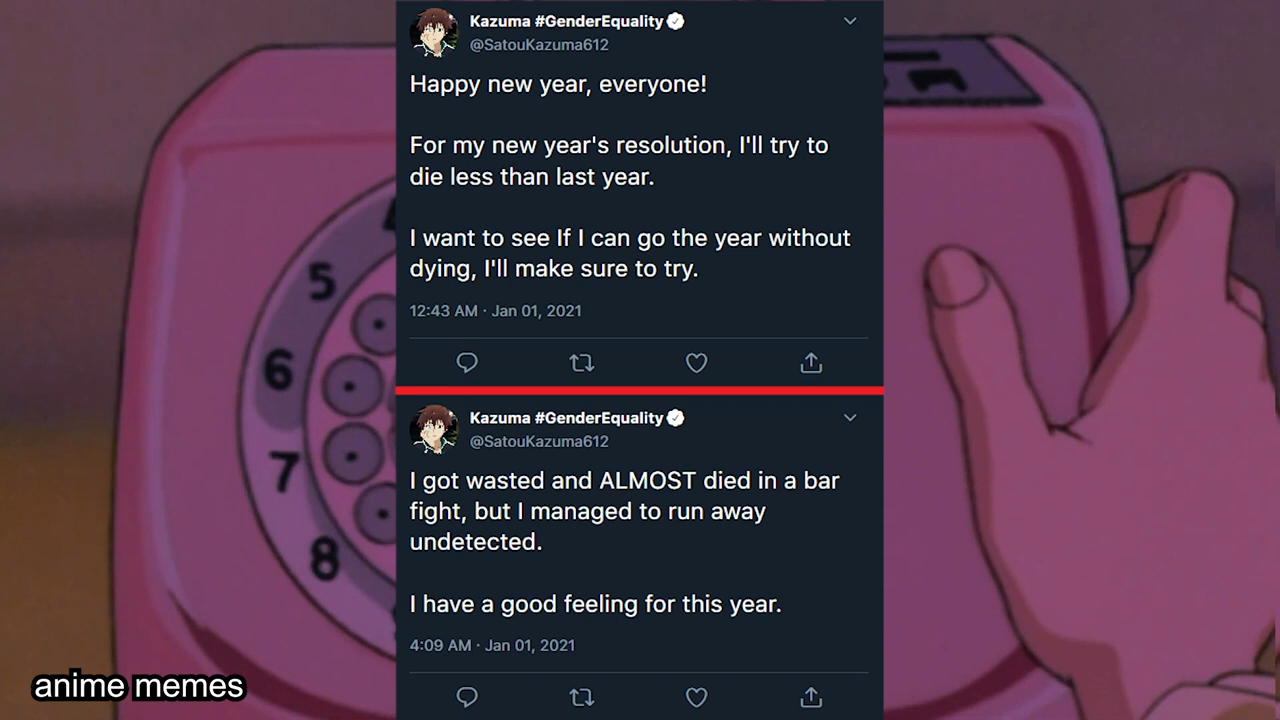 Kazuma #GenderEquality
@SatouKazuma612
Happy new year, everyone!
For my new year's resolution, I'll try to
die less than last year.
I want to see If I can go the year without
dying, I'll make sure to try.
12:43 AM · Jan 01, 2021
Kazuma #GenderEquality
@SatouKazuma612
I got wasted and ALMOST died in a bar
fight, but I managed to run away
undetected.
I have a good feeling for this year.
4:09 AM · Jan 01, 2021
5
6
7
8
anime memes